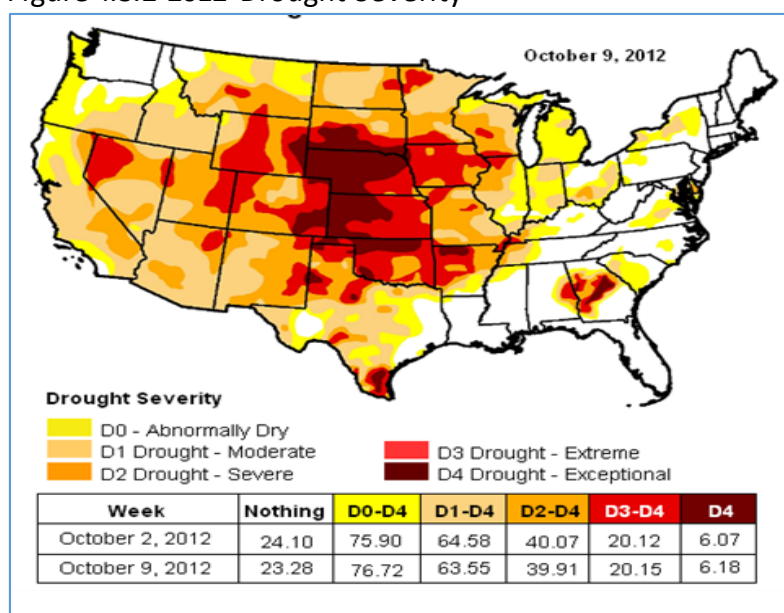 October 9, 2012
Drought Severity
D0 - Abnormally Dry
D1 Drought - Moderate
D2 Drought - Severe
D3 Drought - Extreme
D4 Drought - Exceptional
Week Nothing D0-D4 D1-D4 D2-D4 D3-D4 D4
October 2, 2012 24.10 75.90 64.58 40.07 20.12 6.07
October 9, 2012 23.28 76.72 63.55 39.91 20.15 6.18